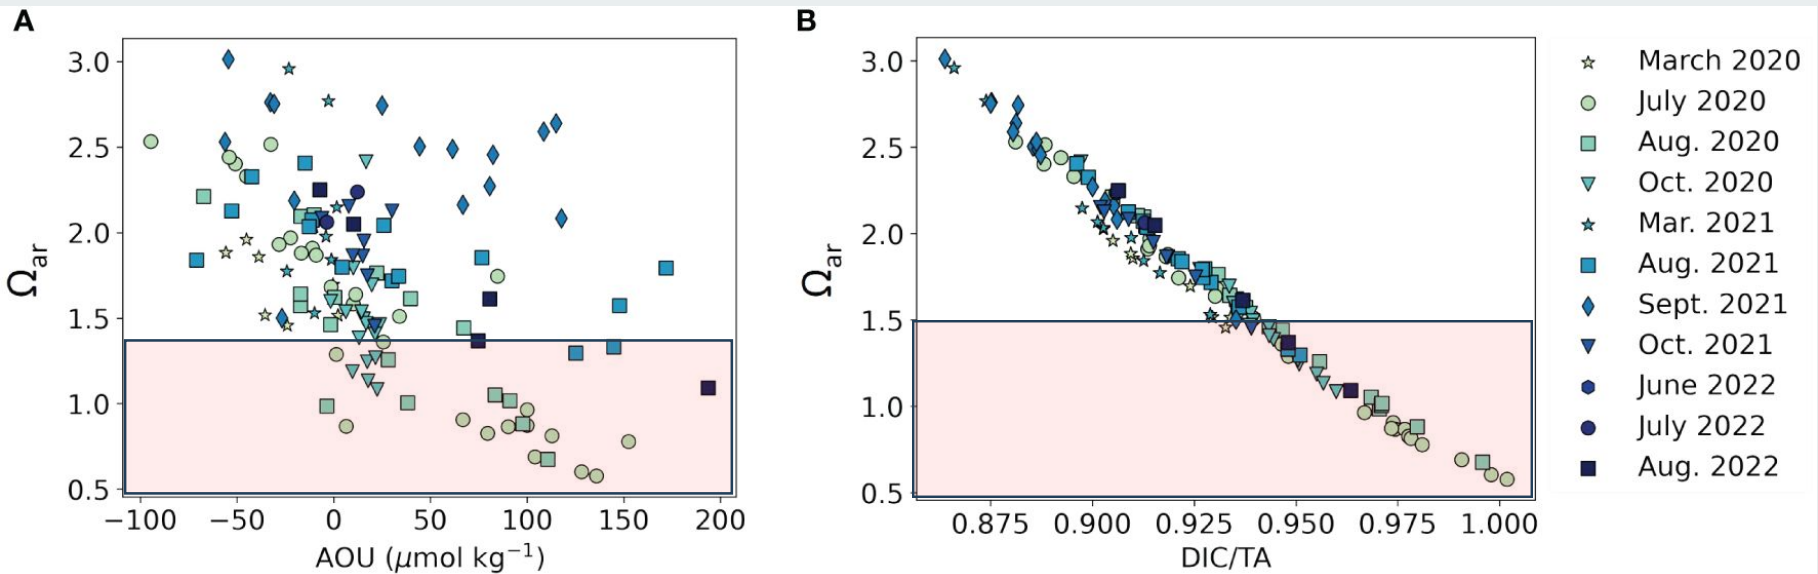 A
3.0
2.5
2.0
1.5
1.0
0.5
Ωar
−100 −50 0 50 100 150 200
AOU (μmol kg−1)
B
3.0
2.5
2.0
1.5
1.0
0.5
Ωar
0.875 0.900 0.925 0.950 0.975 1.000
DIC/TA
March 2020
July 2020
Aug. 2020
Oct. 2020
Mar. 2021
Aug. 2021
Sept. 2021
Oct. 2021
June 2022
July 2022
Aug. 2022